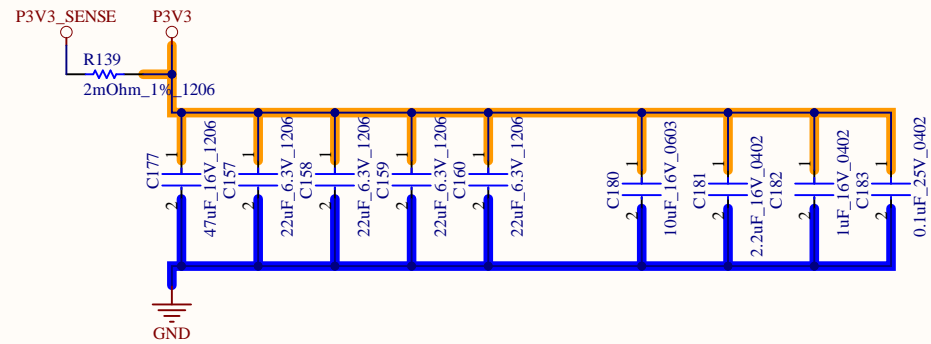 P3V3_SENSE
P3V3
R139
2mOhm_1%_1206
1
C177
2
47uF_16V_1206
1
C157
2
22uF_6.3V_1206
1
C158
2
22uF_6.3V_1206
1
C159
2
22uF_6.3V_1206
1
C160
2
22uF_6.3V_1206
1
C180
2
10uF_16V_0603
1
C181
2
2.2uF_16V_0402
1
C182
2
1uF_16V_0402
1
C183
2
0.1uF_25V_0402
GND